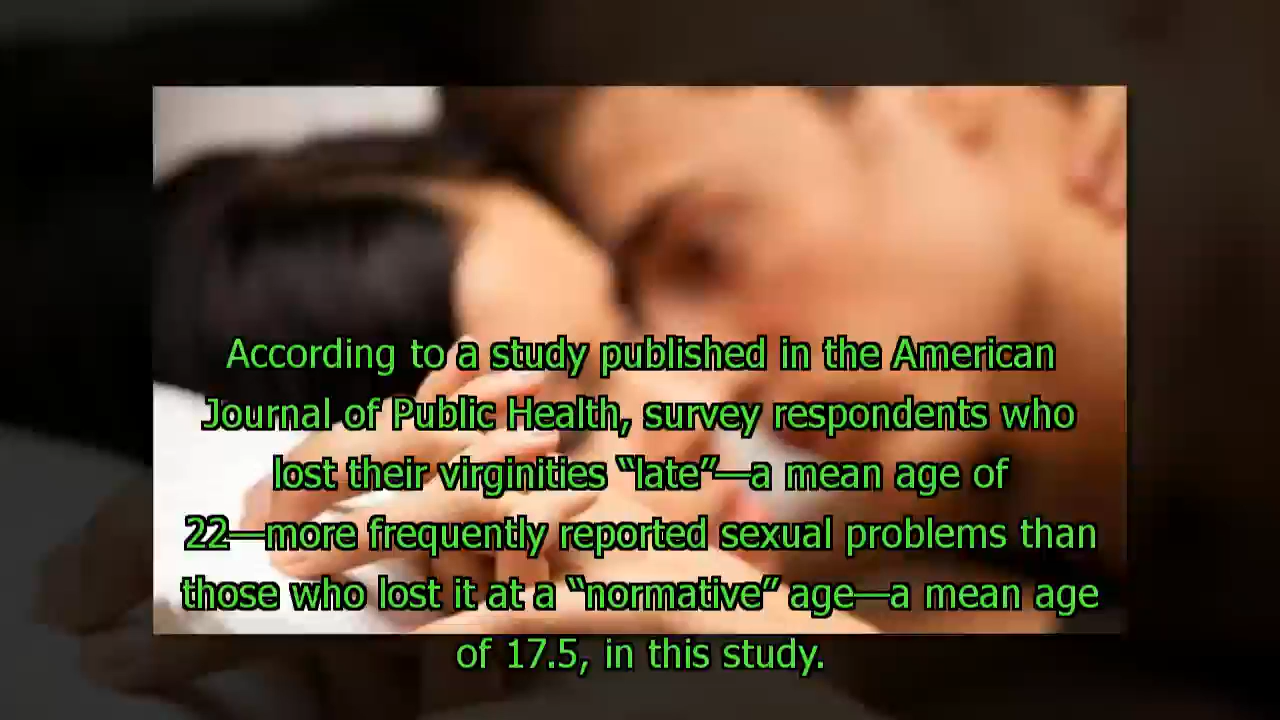 According to a study published in the American
Journal of Public Health, survey respondents who
lost their virginities “late”—a mean age of
22—more frequently reported sexual problems than
those who lost it at a “normative” age—a mean age
of 17.5, in this study.